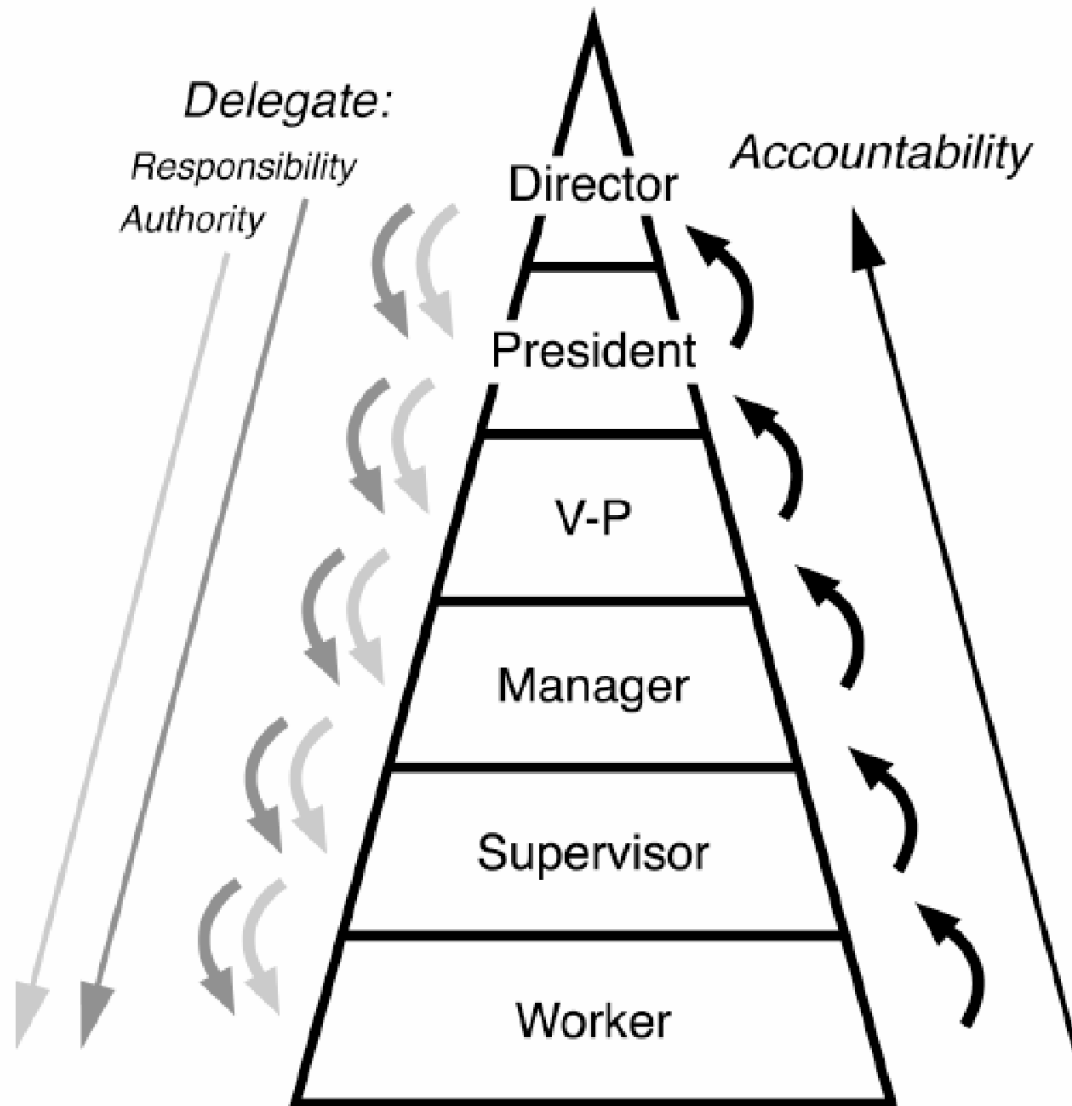 Delegate:
Responsibility
Authority
Accountability
Director
President
V-P
Manager
Supervisor
Worker